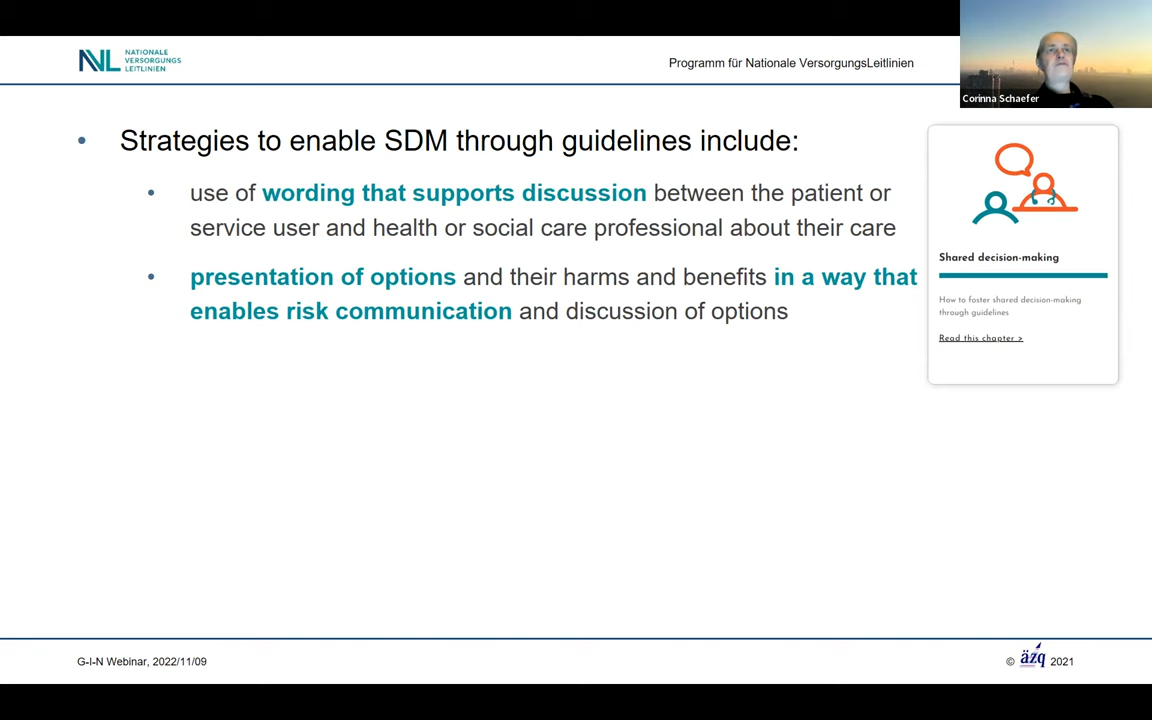 NVL NATIONALE
VERSORGUNGS
LEITLINIEN
Programm für Nationale VersorgungsLeitlinien
Corinna Schaefer
• Strategies to enable SDM through guidelines include:
• use of wording that supports discussion between the patient or
service user and health or social care professional about their care
• presentation of options and their harms and benefits in a way that
enables risk communication and discussion of options
Shared decision-making
How to foster shared decision-making
through guidelines
Read this chapter >
G-I-N Webinar, 2022/11/09
© äzq 2021